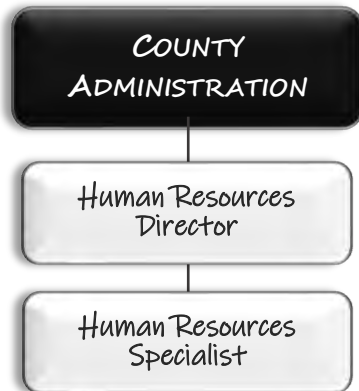 COUNTY
ADMINISTRATION
Human Resources
Director
Human Resources
Specialist